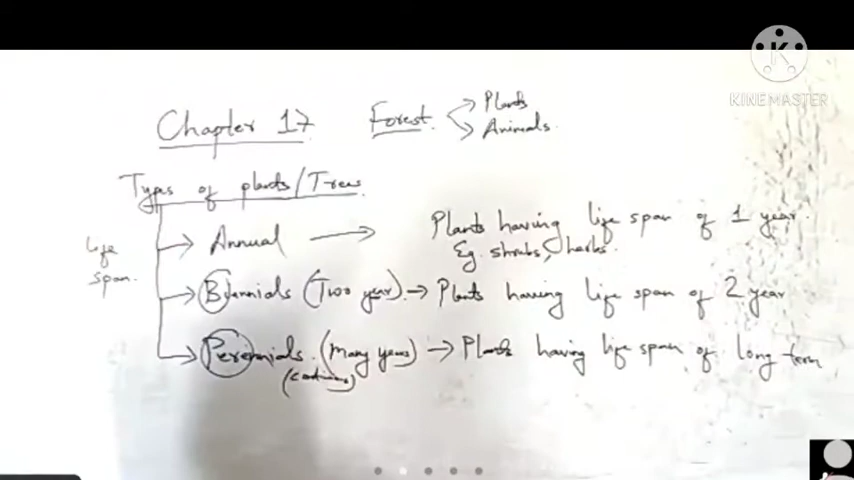 KINEMASTER
Chapter 17 Forest Plants
Animals.
Types of plants/Trees
life span.
Annual → Plants having life span of 1 year.
Eg. shrubs, herbs.
Biennials (Two year) → Plants having life span of 2 year
Perennials. (Many years) → Plants having life span of long term
(continuous)